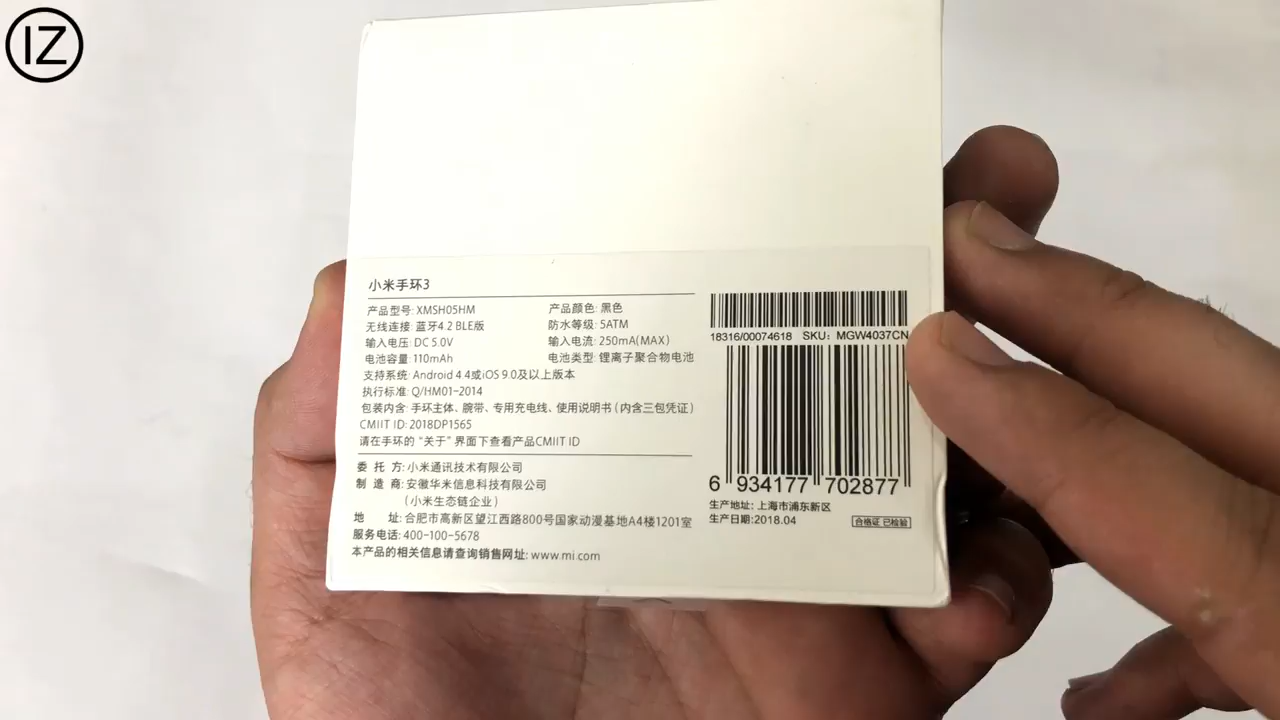 IZ
小米手环3
产品型号: XMSH05HM 产品颜色: 黑色
无线连接: 蓝牙4.2 BLE版 防水等级: 5ATM
输入电压: DC 5.0V 输入电流: 250mA(MAX)
电池容量: 110mAh 电池类型: 锂离子聚合物电池
支持系统: Android 4.4或iOS 9.0及以上版本
执行标准: Q/HM01-2014
包装内含: 手环主体、腕带、专用充电线、使用说明书(内含三包凭证)
CMIIT ID: 2018DP1565
请在手环的“关于”界面下查看产品CMIIT ID
委 托 方: 小米通讯技术有限公司
制 造 商: 安徽华米信息科技有限公司
(小米生态链企业)
地 址: 合肥市高新区望江西路800号国家动漫基地A4楼1201室
服务电话: 400-100-5678
本产品的相关信息请查询销售网址: www.mi.com
18316/00074618 SKU: MGW4037CN
6 934177 702877
生产地址: 上海市浦东新区
生产日期: 2018.04
合格证 已检验